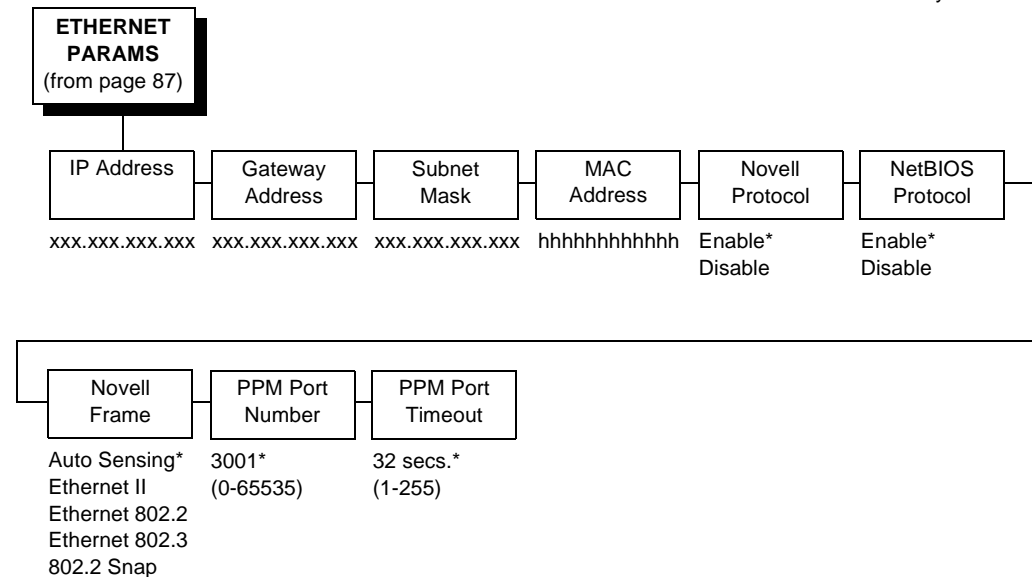 ETHERNET
PARAMS
(from page 87)
IP Address
Gateway
Address
Subnet
Mask
MAC
Address
Novell
Protocol
NetBIOS
Protocol
xxx.xxx.xxx.xxx
xxx.xxx.xxx.xxx
xxx.xxx.xxx.xxx
hhhhhhhhhhhh
Enable*
Disable
Enable*
Disable
Novell
Frame
PPM Port
Number
PPM Port
Timeout
Auto Sensing*
Ethernet II
Ethernet 802.2
Ethernet 802.3
802.2 Snap
3001*
(0-65535)
32 secs.*
(1-255)